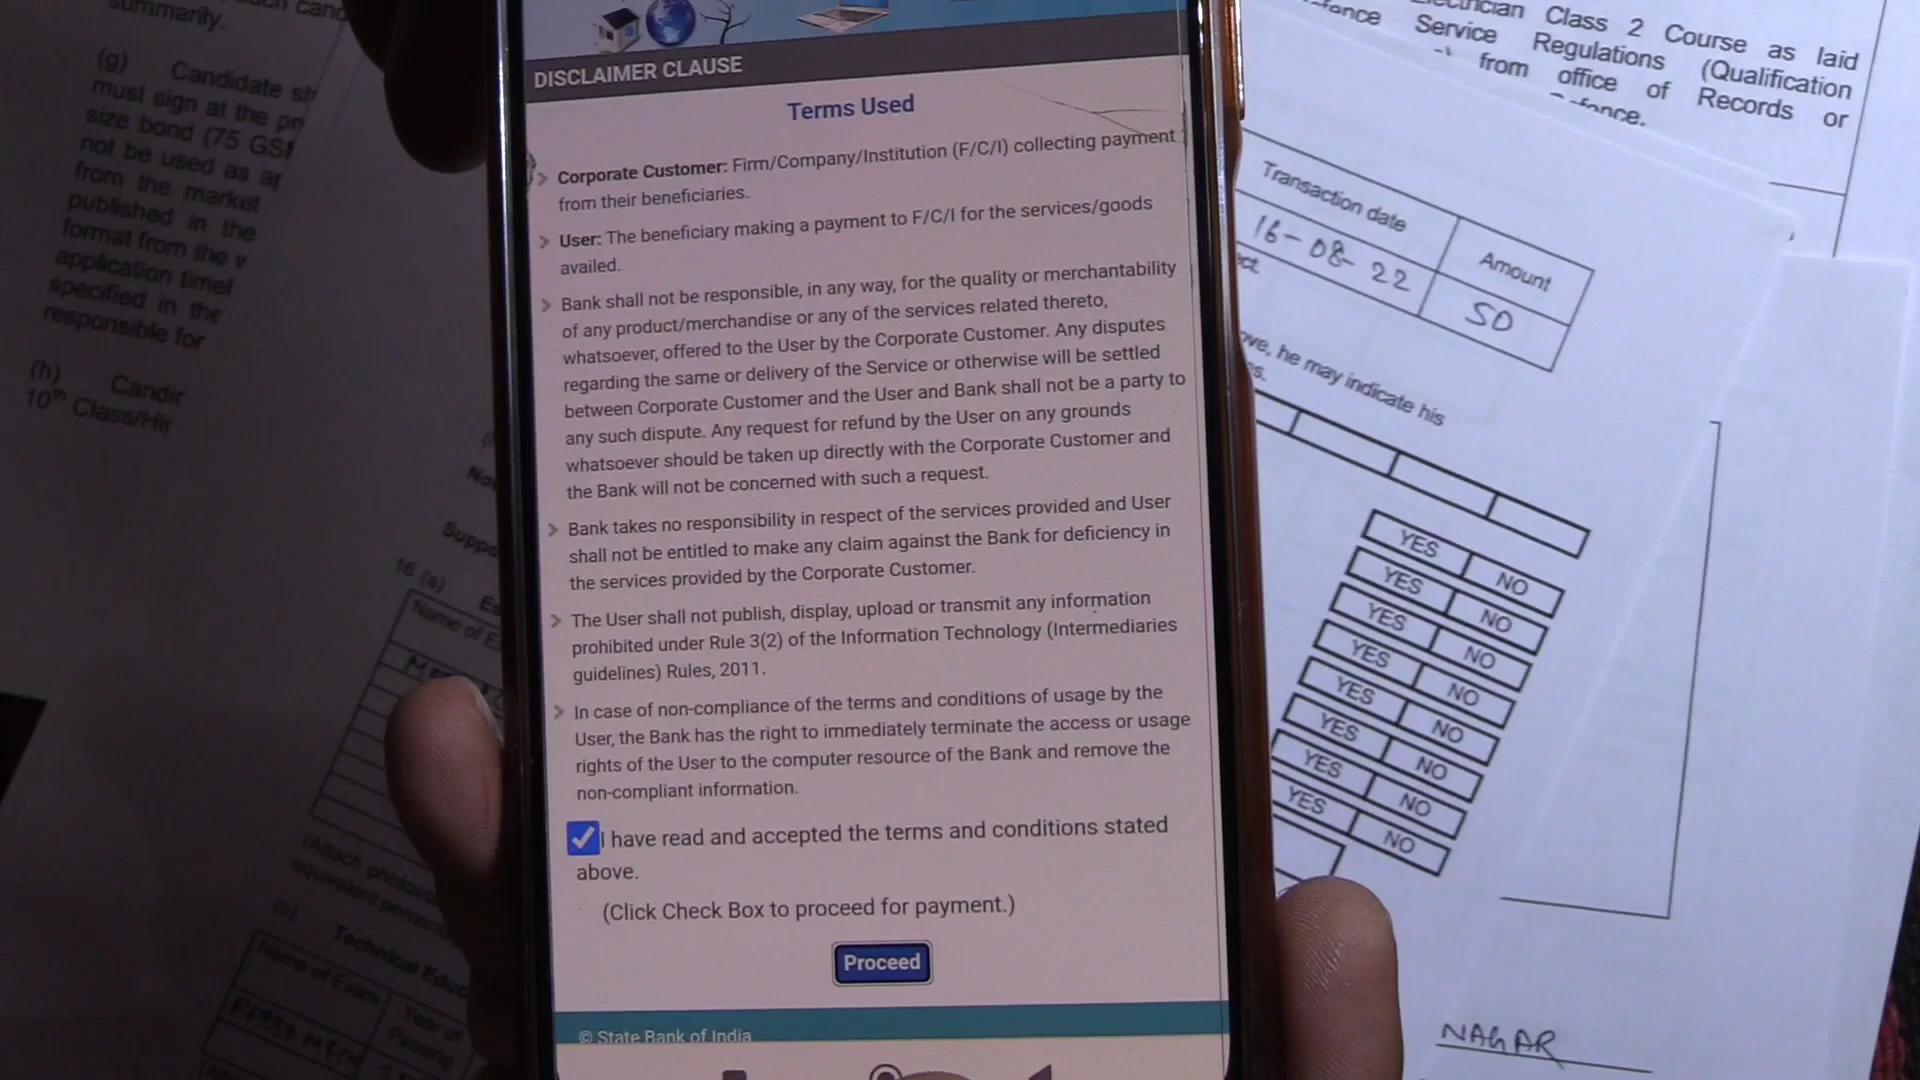 summarily.
(g) Candidate
must sign at the
size bond (75
not be used as
from the market
published in the
format from the
application
specified in the
responsible for
(h)
10th
16 (a)
Name of
(b) Technical
Name of Exam
Year of
Passing
DISCLAIMER CLAUSE
Terms Used
Corporate Customer: Firm/Company/Institution (F/C/I) collecting payment
from their beneficiaries.
User: The beneficiary making a payment to F/C/I for the services/goods
availed.
Bank shall not be responsible, in any way, for the quality or merchantability
of any product/merchandise or any of the services related thereto,
whatsoever, offered to the User by the Corporate Customer. Any disputes
regarding the same or delivery of the Service or otherwise will be settled
between Corporate Customer and the User and Bank shall not be a party to
any such dispute. Any request for refund by the User on any grounds
whatsoever should be taken up directly with the Corporate Customer and
the Bank will not be concerned with such a request.
Bank takes no responsibility in respect of the services provided and User
shall not be entitled to make any claim against the Bank for deficiency in
the services provided by the Corporate Customer.
The User shall not publish, display, upload or transmit any information
prohibited under Rule 3(2) of the Information Technology (Intermediaries
guidelines) Rules, 2011.
In case of non-compliance of the terms and conditions of usage by the
User, the Bank has the right to immediately terminate the access or usage
rights of the User to the computer resource of the Bank and remove the
non-compliant information.
I have read and accepted the terms and conditions stated
above.
(Click Check Box to proceed for payment.)
Proceed
© State Bank of India
Class 2 Course as laid
Service Regulations (Qualification
from office of Records or
Transaction date
Amount
16-08-22
50
he may indicate his
YES NO
YES NO
YES NO
YES NO
YES NO
YES NO
YES NO
YES NO
NAGAR